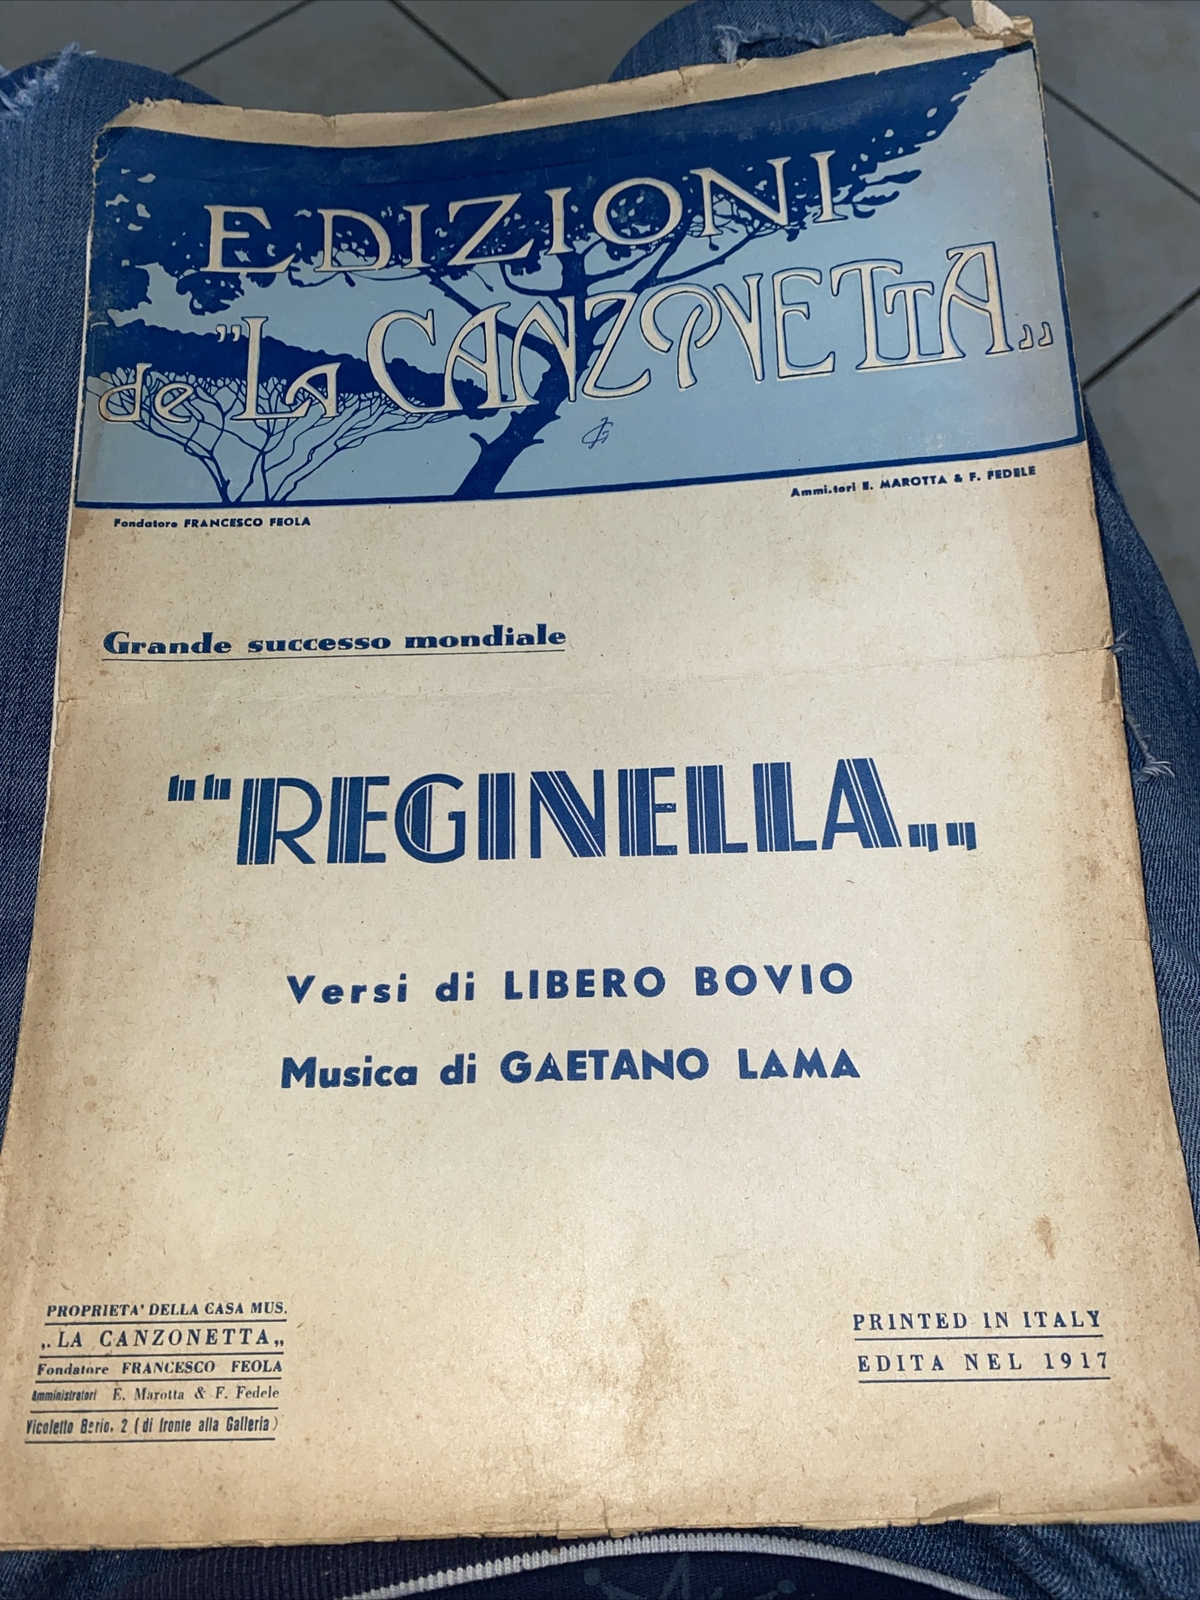 EDIZIONI
de "LA CANZONETTA„
Fondatore FRANCESCO FEOLA
Ammi.tori E. MAROTTA & F. FEDELE
Grande successo mondiale
""REGINELLA„„
Versi di LIBERO BOVIO
Musica di GAETANO LAMA
PROPRIETA' DELLA CASA MUS.
„LA CANZONETTA„
Fondatore FRANCESCO FEOLA
Amministratori E. Marotta & F. Fedele
Vicoletto Berio, 2 (di fronte alla Galleria)
PRINTED IN ITALY
EDITA NEL 1917